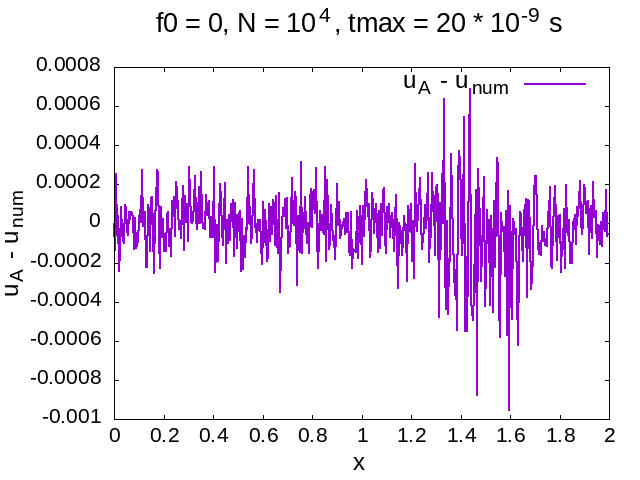 f0 = 0, N = 10^4, tmax = 20 * 10^-9 s
u_A - u_num
0.0008
0.0006
0.0004
0.0002
0
-0.0002
-0.0004
-0.0006
-0.0008
-0.001
u_A - u_num
0 0.2 0.4 0.6 0.8 1 1.2 1.4 1.6 1.8 2
x